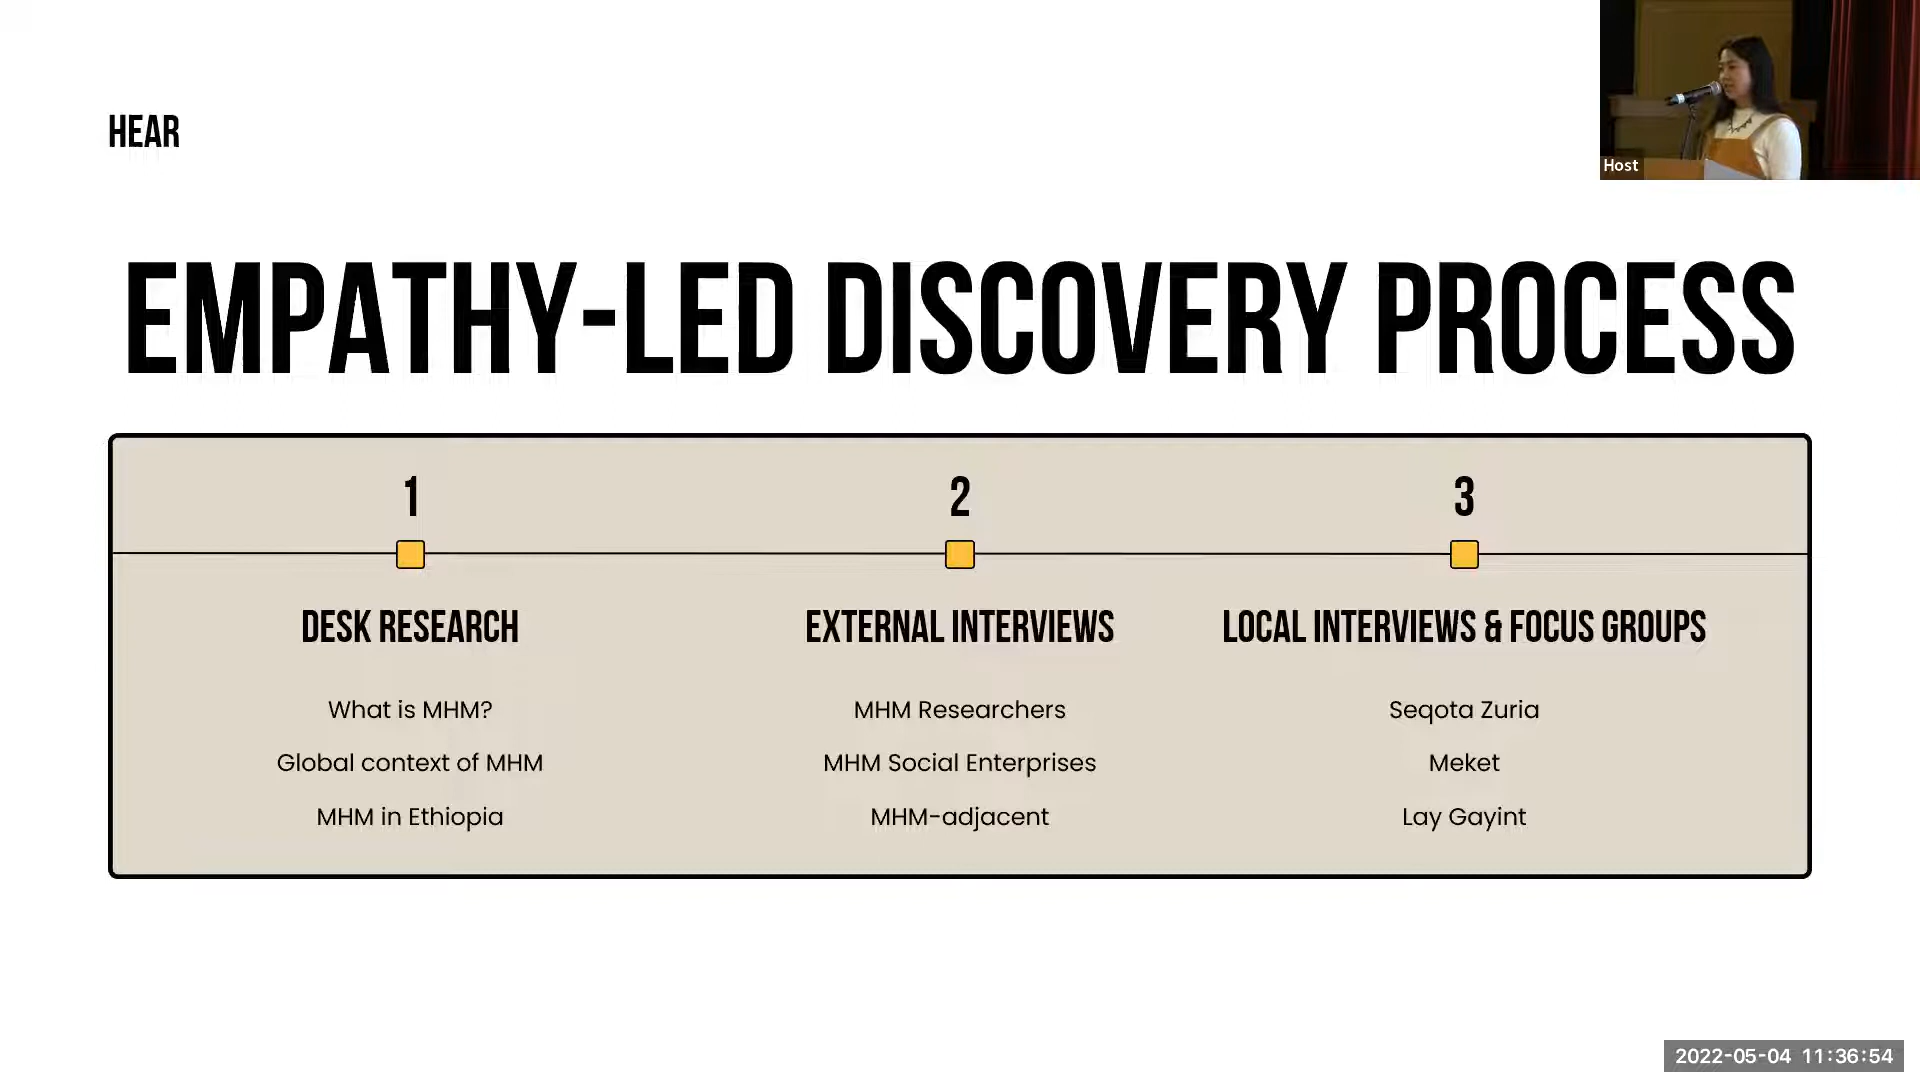 HEAR
Host
EMPATHY-LED DISCOVERY PROCESS
1
2
3
DESK RESEARCH
EXTERNAL INTERVIEWS
LOCAL INTERVIEWS & FOCUS GROUPS
What is MHM?
MHM Researchers
Seqota Zuria
Global context of MHM
MHM Social Enterprises
Meket
MHM in Ethiopia
MHM-adjacent
Lay Gayint
2022-05-04 11:36:54